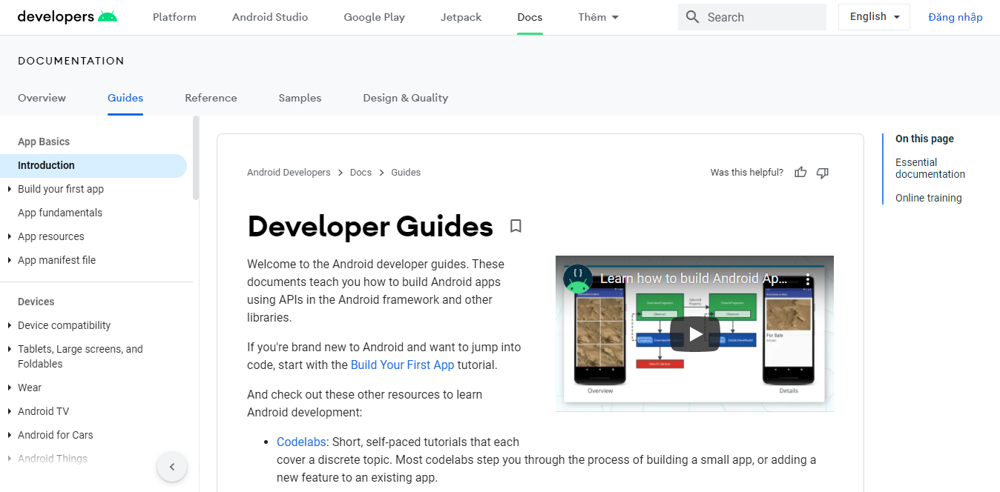 developers
Platform
Android Studio
Google Play
Jetpack
Docs
Thêm
Search
English
Đăng nhập
DOCUMENTATION
Overview
Guides
Reference
Samples
Design & Quality
App Basics
Introduction
Build your first app
App fundamentals
App resources
App manifest file
Devices
Device compatibility
Tablets, Large screens, and
Foldables
Wear
Android TV
Android for Cars
Android Things
Android Developers > Docs > Guides
Was this helpful?
Developer Guides
Welcome to the Android developer guides. These
documents teach you how to build Android apps
using APIs in the Android framework and other
libraries.
If you're brand new to Android and want to jump into
code, start with the Build Your First App tutorial.
And check out these other resources to learn
Android development:
• Codelabs: Short, self-paced tutorials that each
cover a discrete topic. Most codelabs step you through the process of building a small app, or adding a
new feature to an existing app.
{ }
Learn how to build Android Ap...
Selected
Property
OverviewFragment
DetailsFragment
Observer
Observer
For Sale
Overview
Details
On this page
Essential
documentation
Online training